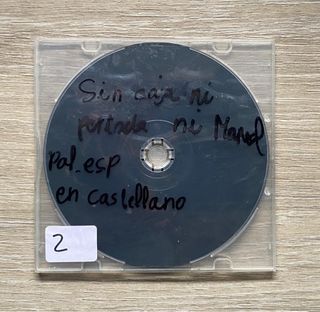 Sin caja ni
portada ni Manual
pal-esp
en castellano
2